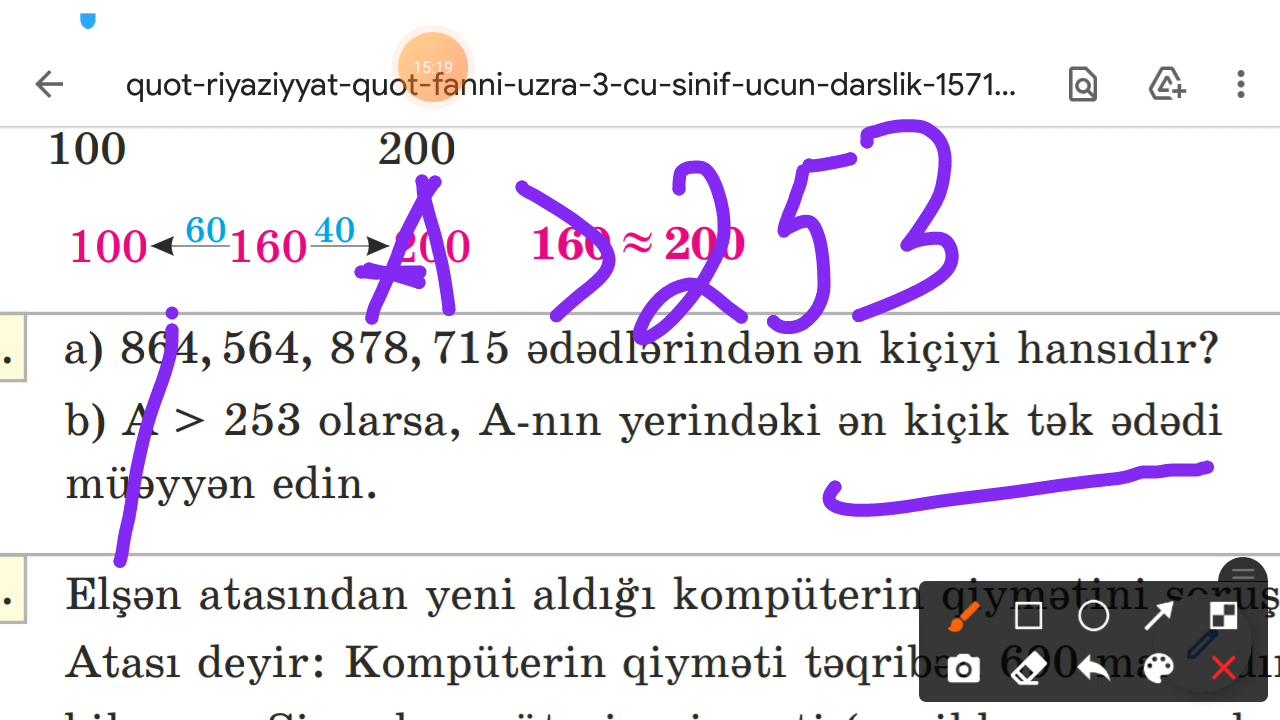 15:19
quot-riyaziyyat-quot-fanni-uzra-3-cu-sinif-ucun-darslik-1571...
100 200
100 60 160 40 200 160 ≈ 200
A > 253
. a) 864, 564, 878, 715 ədədlərindən ən kiçiyi hansıdır?
b) A > 253 olarsa, A-nın yerindəki ən kiçik tək ədədi
müəyyən edin.
. Elşən atasından yeni aldığı kompüterin qiymətini soruş
Atası deyir: Kompüterin qiyməti təqribən 600